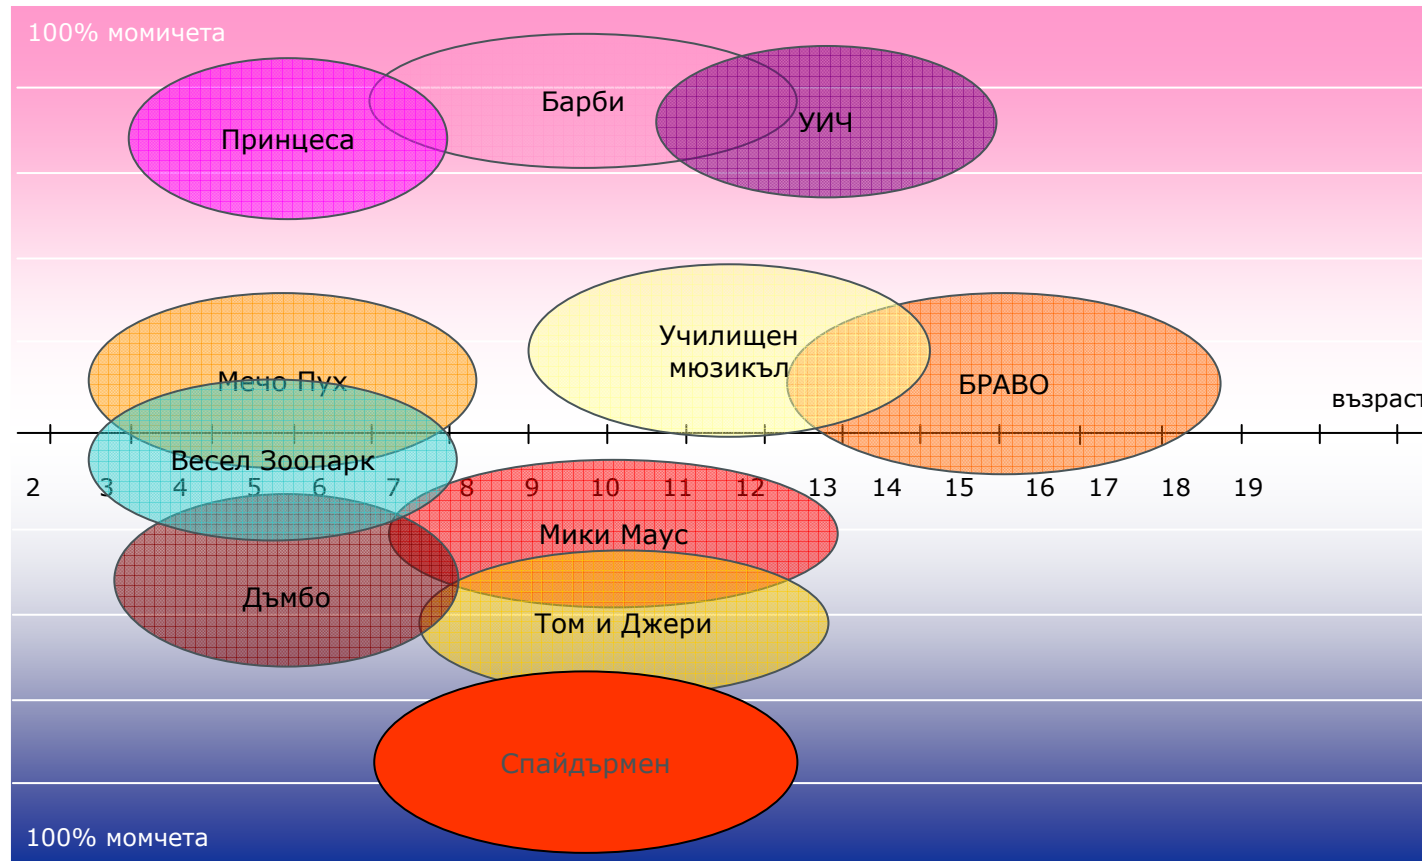 100% момичета
Барби
УИЧ
Принцеса
Училищен
мюзикъл
Мечо Пух
БРАВО
възраст
Весел Зоопарк
2 3 4 5 6 7 8 9 10 11 12 13 14 15 16 17 18 19
Мики Маус
Дъмбо
Том и Джери
Спайдърмен
100% момчета